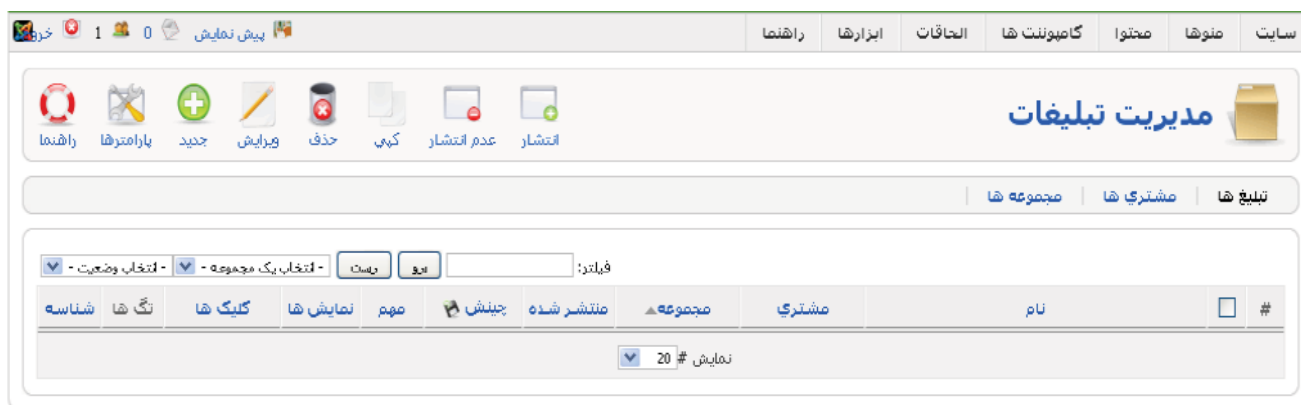 سایت منوها محتوا کامپوننت ها الحاقات ابزارها راهنما پیش نمایش 0 1 خروج
مدیریت تبلیغات
انتشار عدم انتشار کپی حذف ویرایش جدید پارامترها راهنما
تبلیغ ها | مشتري ها | مجموعه ها |
فیلتر: برو ریست - انتخاب یک مجموعه - - انتخاب وضعیت -
# نام مشتري مجموعه منتشر شده چینش مهم نمایش ها کلیک ها تگ ها شناسه
نمایش # 20